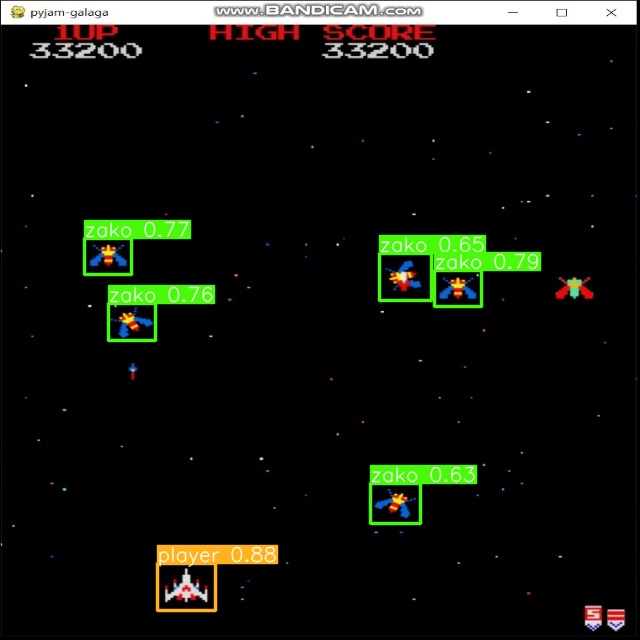 pyjam-galaga
www.BANDICAM.com
1UP HIGH SCORE
33200 33200
zako 0.77
zako 0.65
zako 0.79
zako 0.76
zako 0.63
player 0.88
5